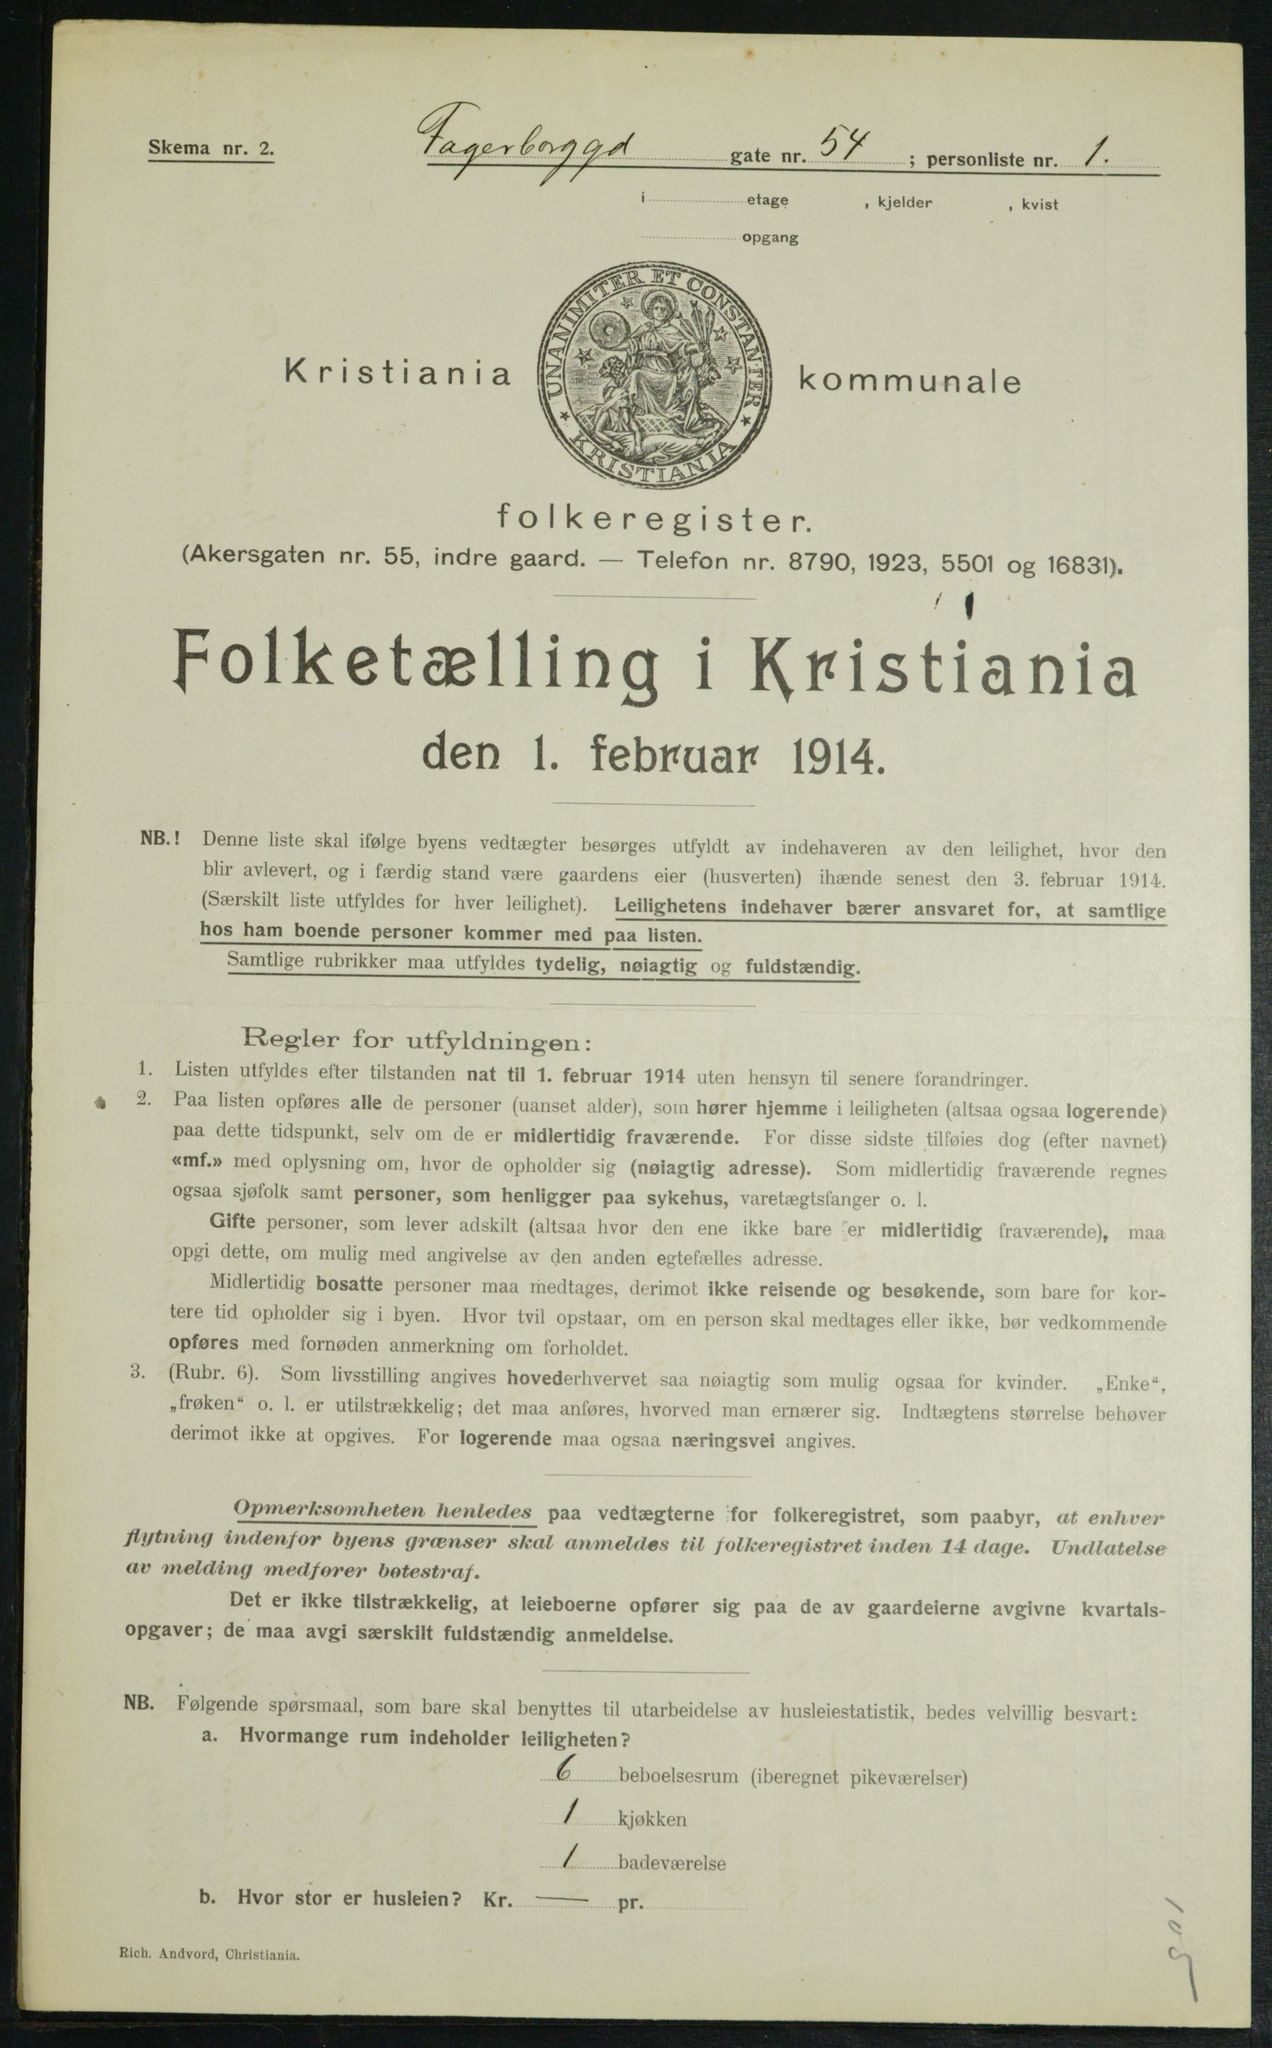 Skema nr. 2.
Fagerborggd gate nr. 54 ; personliste nr. 1.
i etage , kjelder , kvist
opgang
UNANIMITER ET CONSTANTER
KRISTIANIA
Kristiania kommunale
folkeregister.
(Akersgaten nr. 55, indre gaard. — Telefon nr. 8790, 1923, 5501 og 16831).
Folketælling i Kristiania
den 1. februar 1914.
NB.! Denne liste skal ifølge byens vedtægter besørges utfyldt av indehaveren av den leilighet, hvor den
blir avlevert, og i færdig stand være gaardens eier (husverten) ihænde senest den 3. februar 1914.
(Særskilt liste utfyldes for hver leilighet). Leilighetens indehaver bærer ansvaret for, at samtlige
hos ham boende personer kommer med paa listen.
Samtlige rubrikker maa utfyldes tydelig, nøiagtig og fuldstændig.
Regler for utfyldningen:
1. Listen utfyldes efter tilstanden nat til 1. februar 1914 uten hensyn til senere forandringer.
2. Paa listen opføres alle de personer (uanset alder), som hører hjemme i leiligheten (altsaa ogsaa logerende)
paa dette tidspunkt, selv om de er midlertidig fraværende. For disse sidste tilføies dog (efter navnet)
«mf.» med oplysning om, hvor de opholder sig (nøiagtig adresse). Som midlertidig fraværende regnes
ogsaa sjøfolk samt personer, som henligger paa sykehus, varetægtsfanger o. l.
Gifte personer, som lever adskilt (altsaa hvor den ene ikke bare er midlertidig fraværende), maa
opgi dette, om mulig med angivelse av den anden egtefælles adresse.
Midlertidig bosatte personer maa medtages, derimot ikke reisende og besøkende, som bare for kor-
tere tid opholder sig i byen. Hvor tvil opstaar, om en person skal medtages eller ikke, bør vedkommende
opføres med fornøden anmerkning om forholdet.
3. (Rubr. 6). Som livsstilling angives hovederhvervet saa nøiagtig som mulig ogsaa for kvinder. „Enke“,
„frøken“ o. l. er utilstrækkelig; det maa anføres, hvorved man ernærer sig. Indtægtens størrelse behøver
derimot ikke at opgives. For logerende maa ogsaa næringsvei angives.
Opmerksomheten henledes paa vedtægterne for folkeregistret, som paabyr, at enhver
flytning indenfor byens grænser skal anmeldes til folkeregistret inden 14 dage. Undlatelse
av melding medfører bøtestraf.
Det er ikke tilstrækkelig, at leieboerne opfører sig paa de av gaardeierne avgivne kvartals-
opgaver; de maa avgi særskilt fuldstændig anmeldelse.
NB. Følgende spørsmaal, som bare skal benyttes til utarbeidelse av husleiestatistik, bedes velvillig besvart:
a. Hvormange rum indeholder leiligheten?
6 beboelsesrum (iberegnet pikeværelser)
1 kjøkken
1 badeværelse
b. Hvor stor er husleien? Kr. — pr.
Rich. Andvord, Christiania.